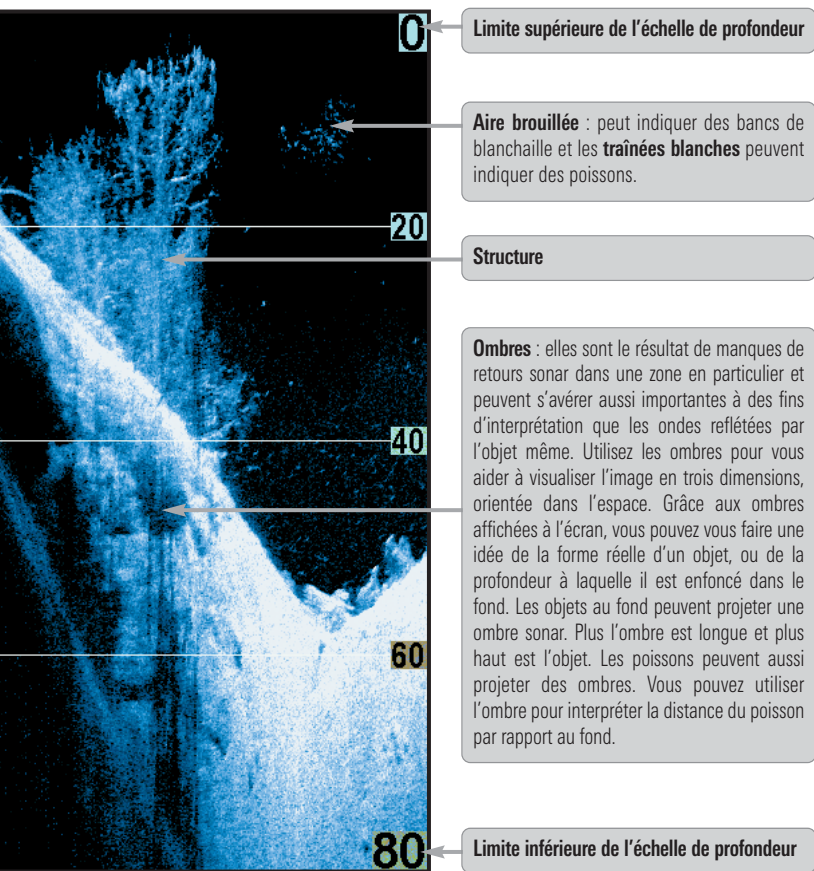 0
Limite supérieure de l'échelle de profondeur
Aire brouillée : peut indiquer des bancs de
blanchaille et les traînées blanches peuvent
indiquer des poissons.
20
Structure
Ombres : elles sont le résultat de manques de
retours sonar dans une zone en particulier et
peuvent s'avérer aussi importantes à des fins
d'interprétation que les ondes reflétées par
l'objet même. Utilisez les ombres pour vous
aider à visualiser l'image en trois dimensions,
orientée dans l'espace. Grâce aux ombres
affichées à l'écran, vous pouvez vous faire une
idée de la forme réelle d'un objet, ou de la
profondeur à laquelle il est enfoncé dans le
fond. Les objets au fond peuvent projeter une
ombre sonar. Plus l'ombre est longue et plus
haut est l'objet. Les poissons peuvent aussi
projeter des ombres. Vous pouvez utiliser
l'ombre pour interpréter la distance du poisson
par rapport au fond.
40
60
80
Limite inférieure de l'échelle de profondeur